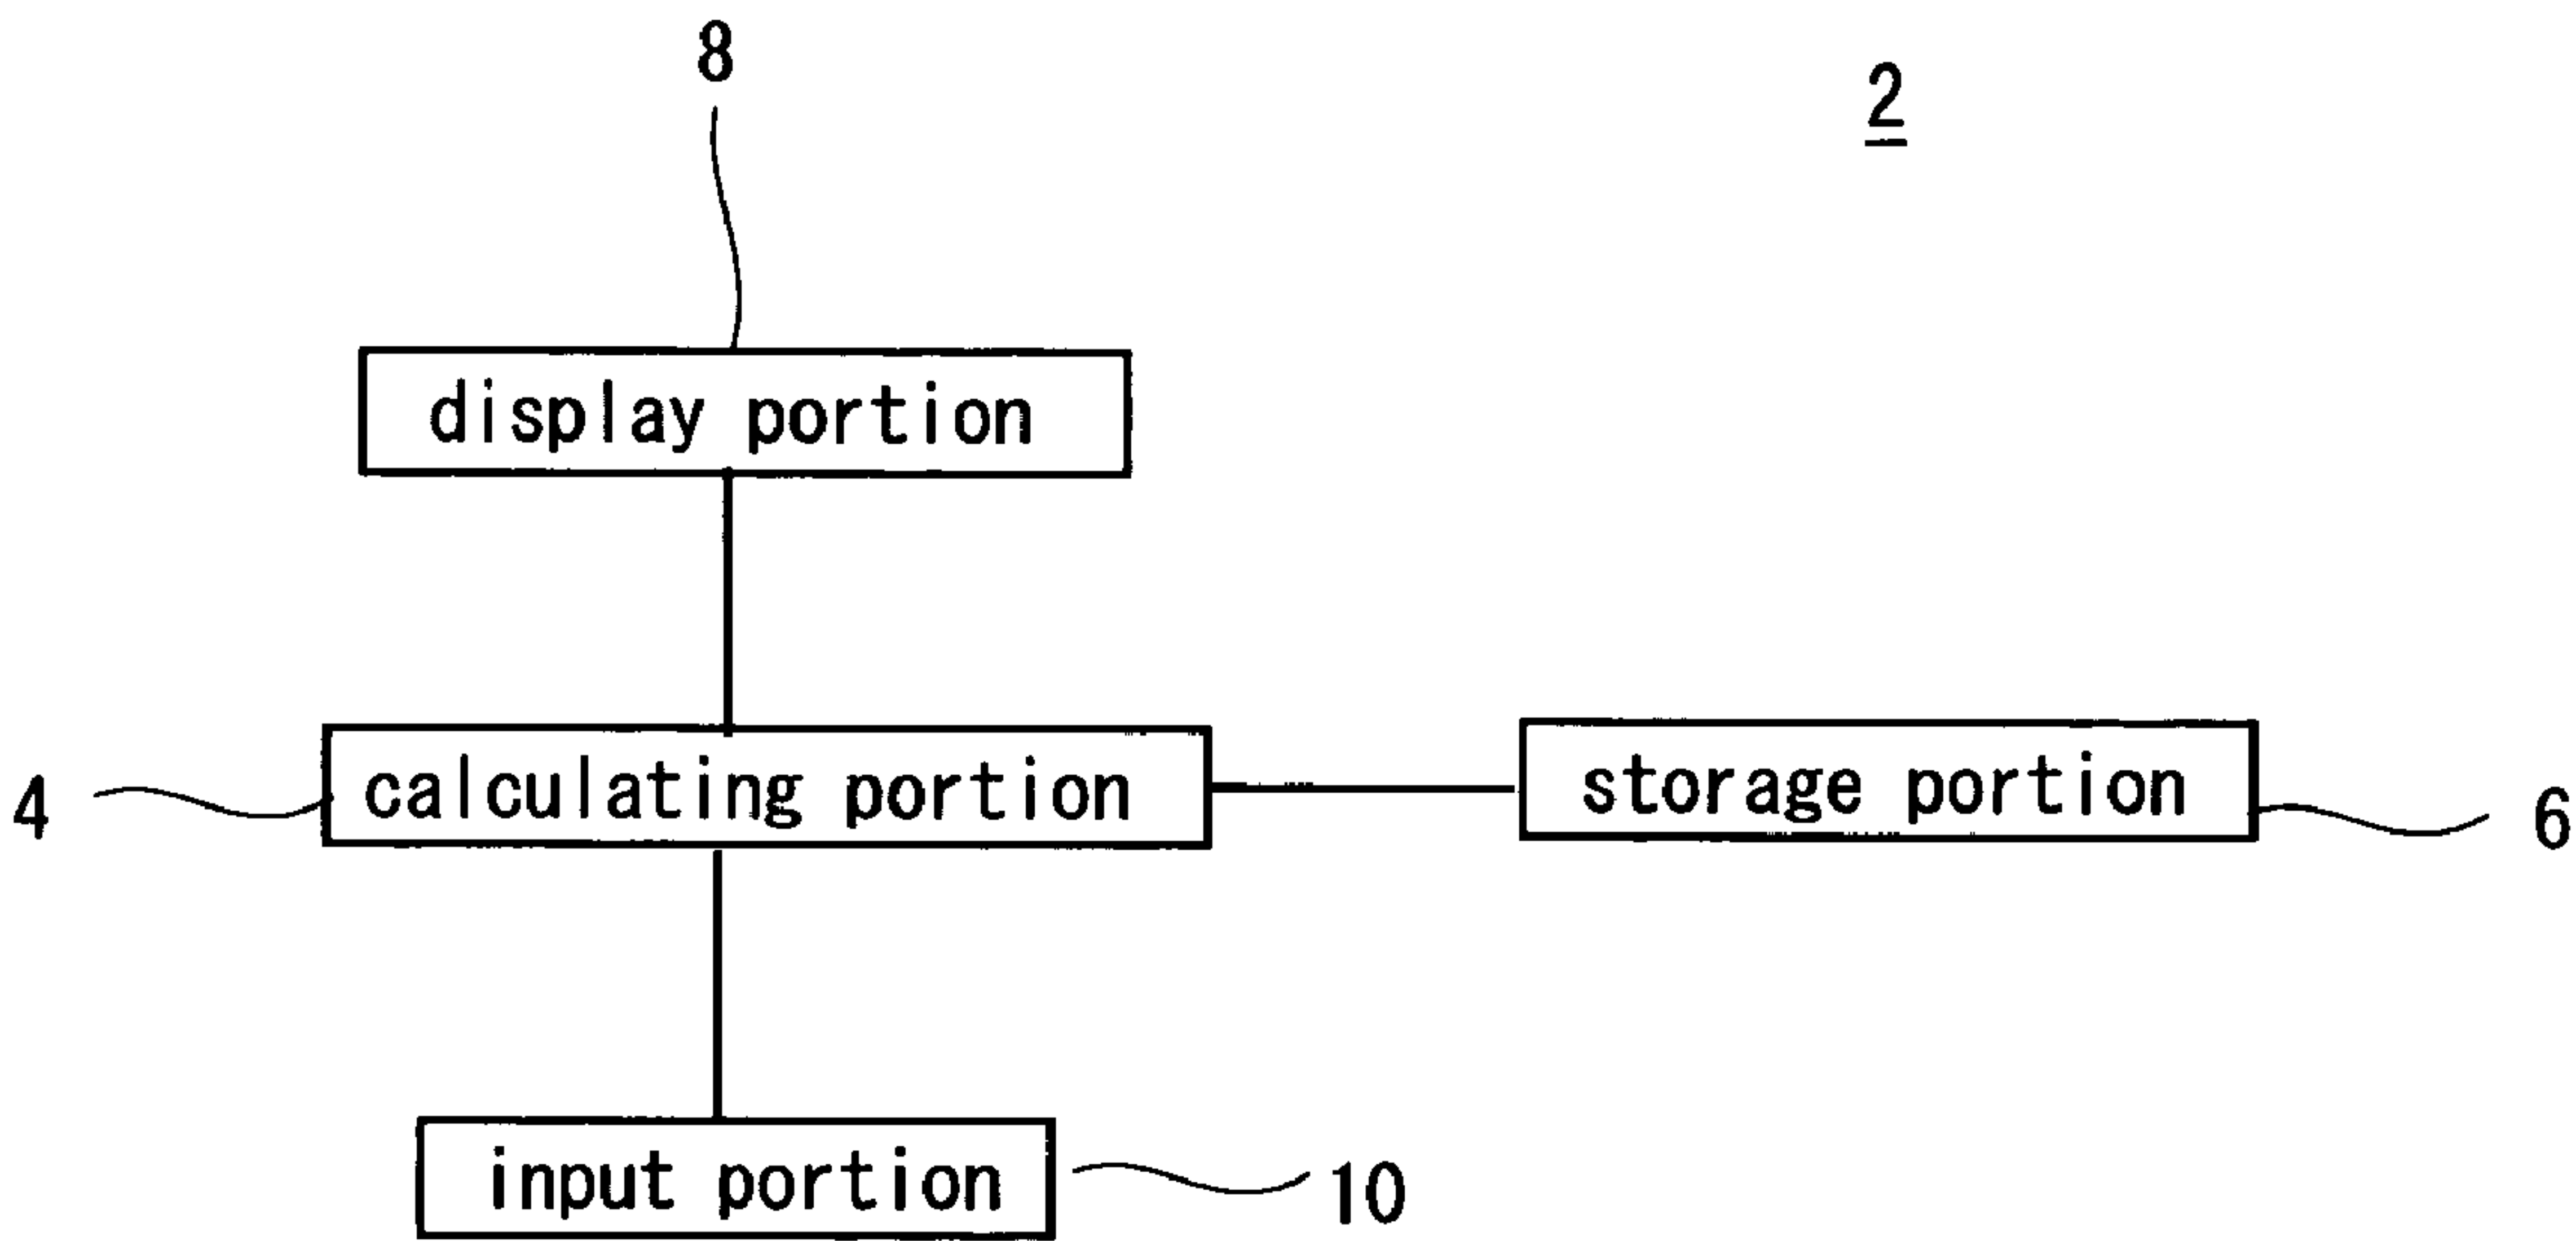 8
2
display portion
4
calculating portion
storage portion
6
input portion
10